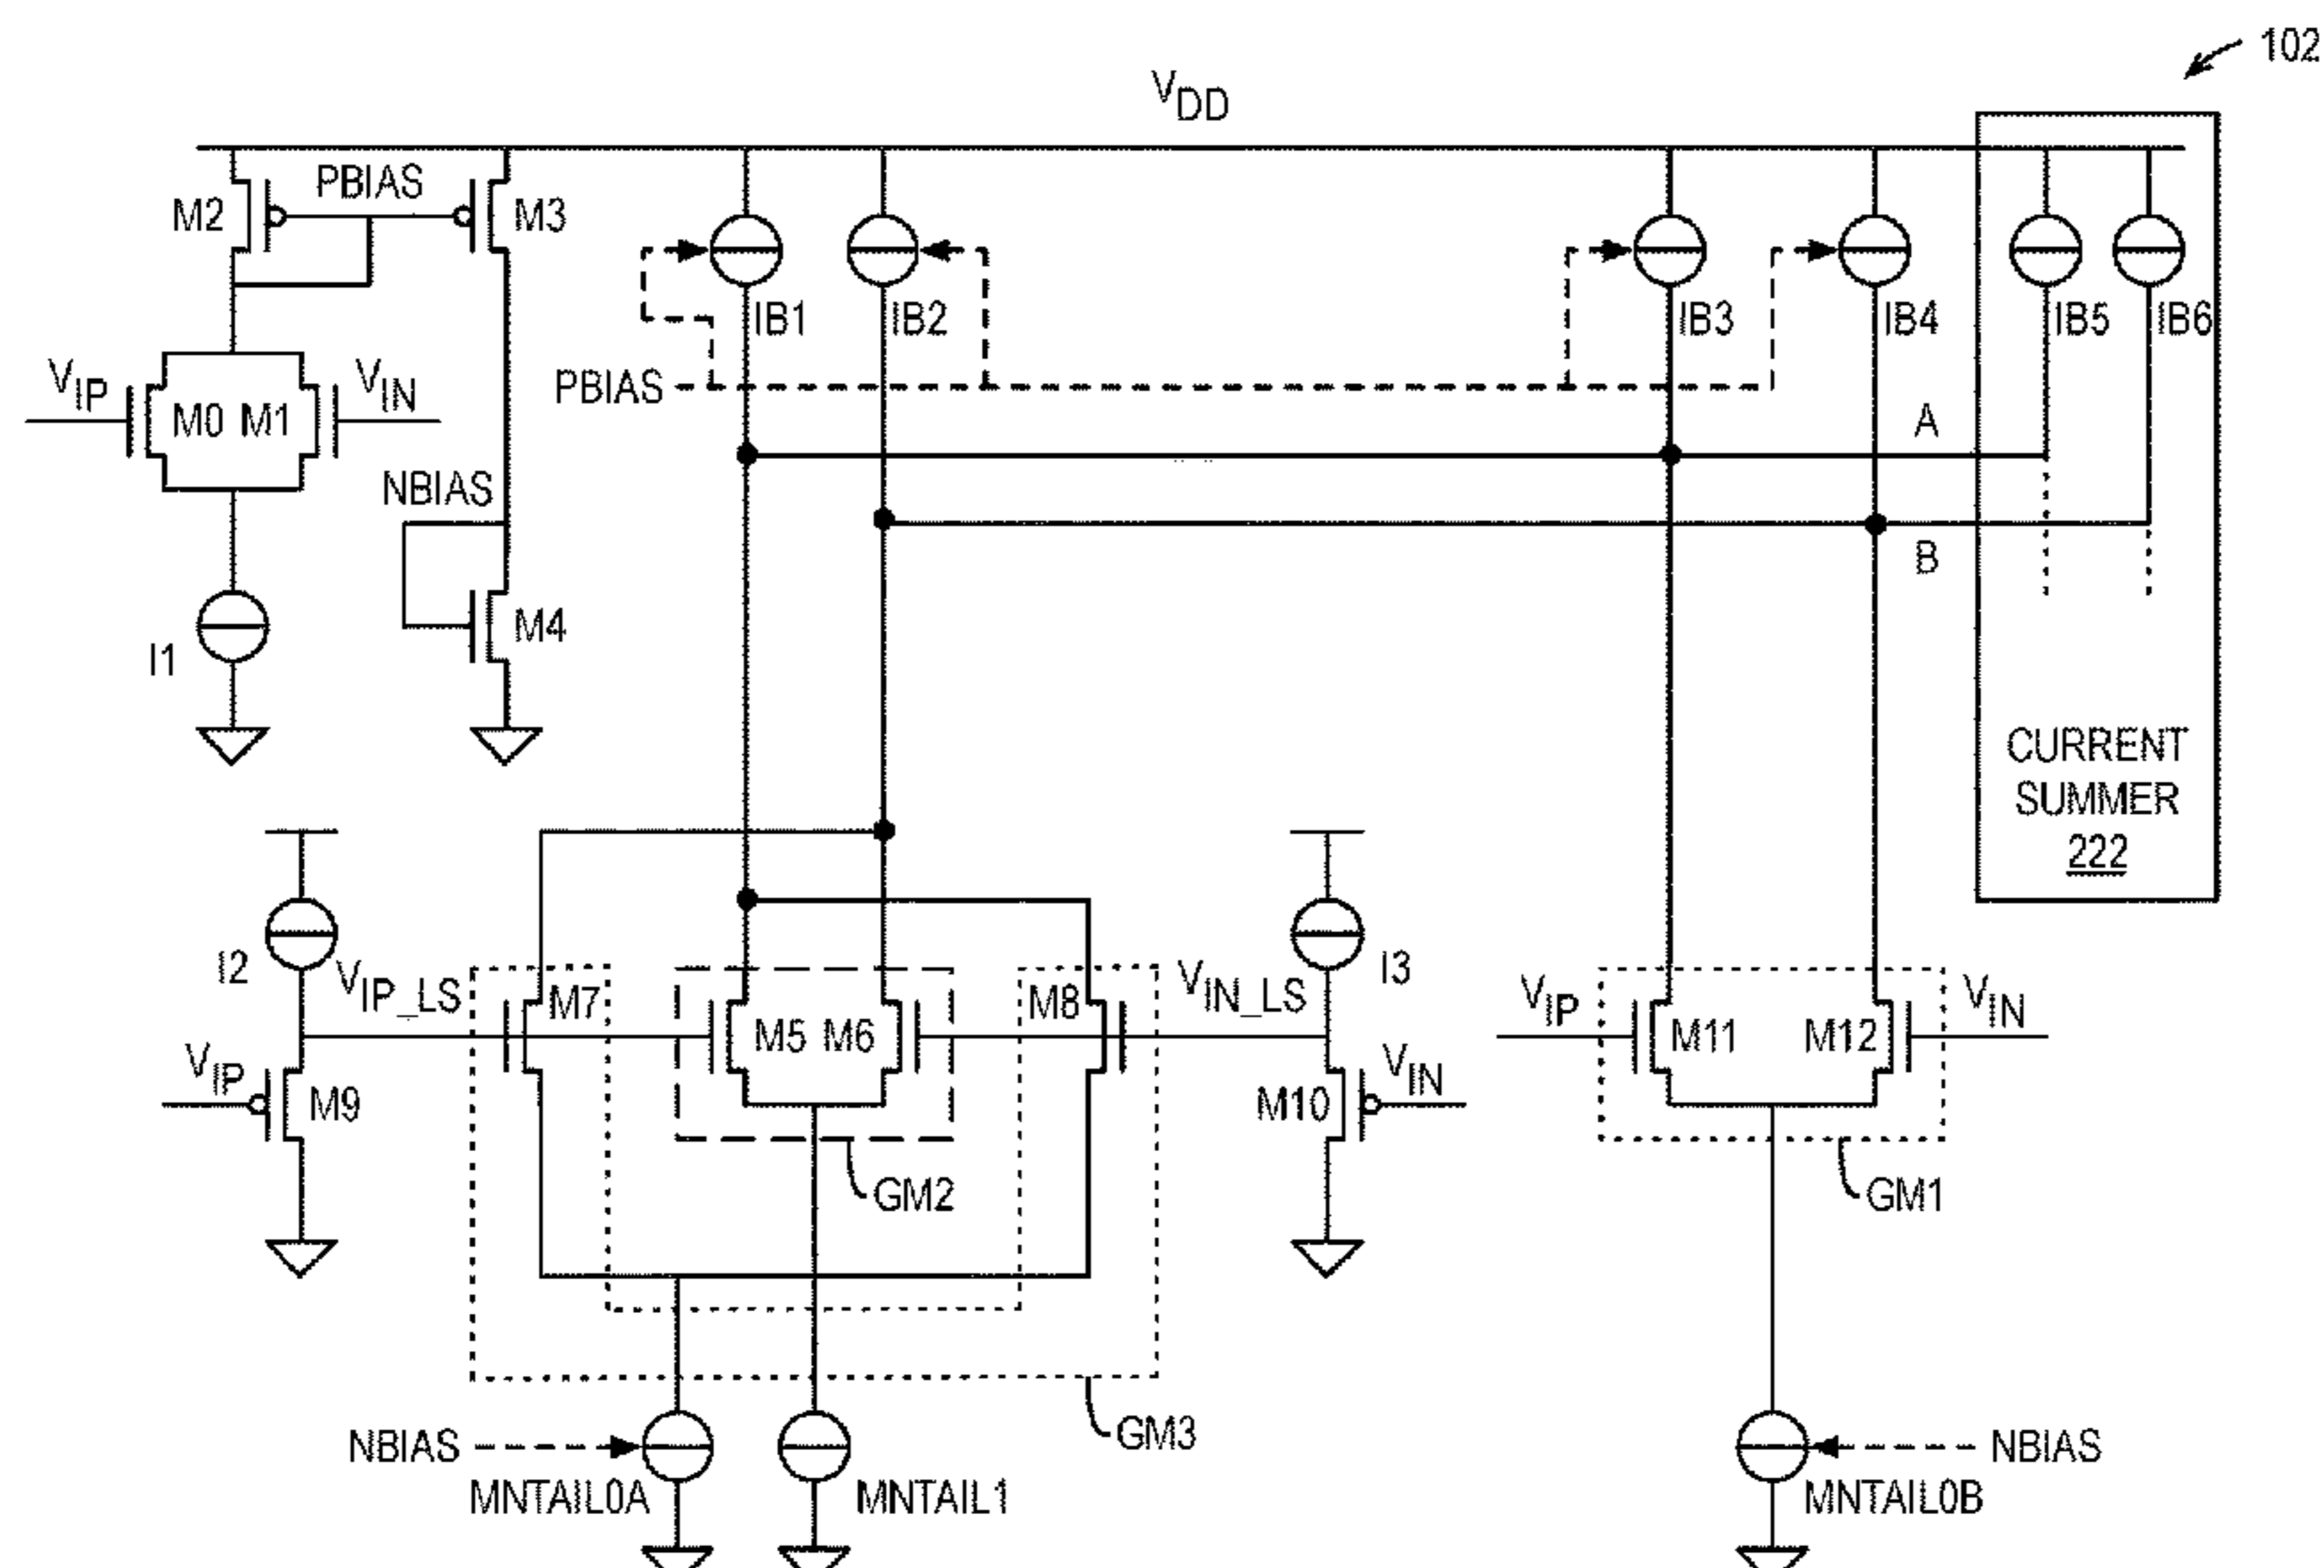 102
VDD
PBIAS
M2
M3
IB1
IB2
IB3
IB4
IB5
IB6
VIP
M0
M1
VIN
PBIAS
A
NBIAS
B
M4
I1
CURRENT
SUMMER
222
I2
VIP_LS
M7
M5
M6
M8
VIN_LS
I3
VIP
M11
M12
VIN
VIP
M9
M10
VIN
GM2
GM1
GM3
NBIAS
MNTAIL0A
MNTAIL1
NBIAS
MNTAIL0B